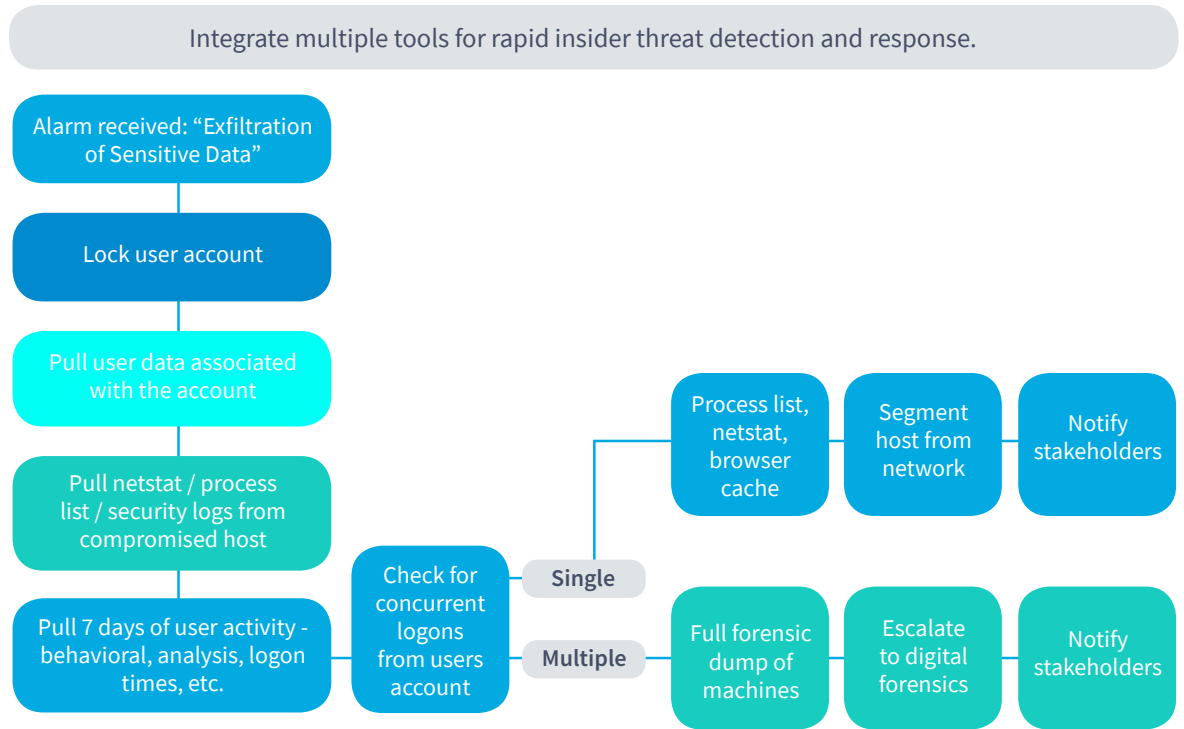 Integrate multiple tools for rapid insider threat detection and response.
Alarm received: “Exfiltration
of Sensitive Data”
Lock user account
Pull user data associated
with the account
Pull netstat / process
list / security logs from
compromised host
Pull 7 days of user activity -
behavioral, analysis, logon
times, etc.
Check for
concurrent
logons
from users
account
Single
Process list,
netstat,
browser
cache
Segment
host from
network
Notify
stakeholders
Multiple
Full forensic
dump of
machines
Escalate
to digital
forensics
Notify
stakeholders